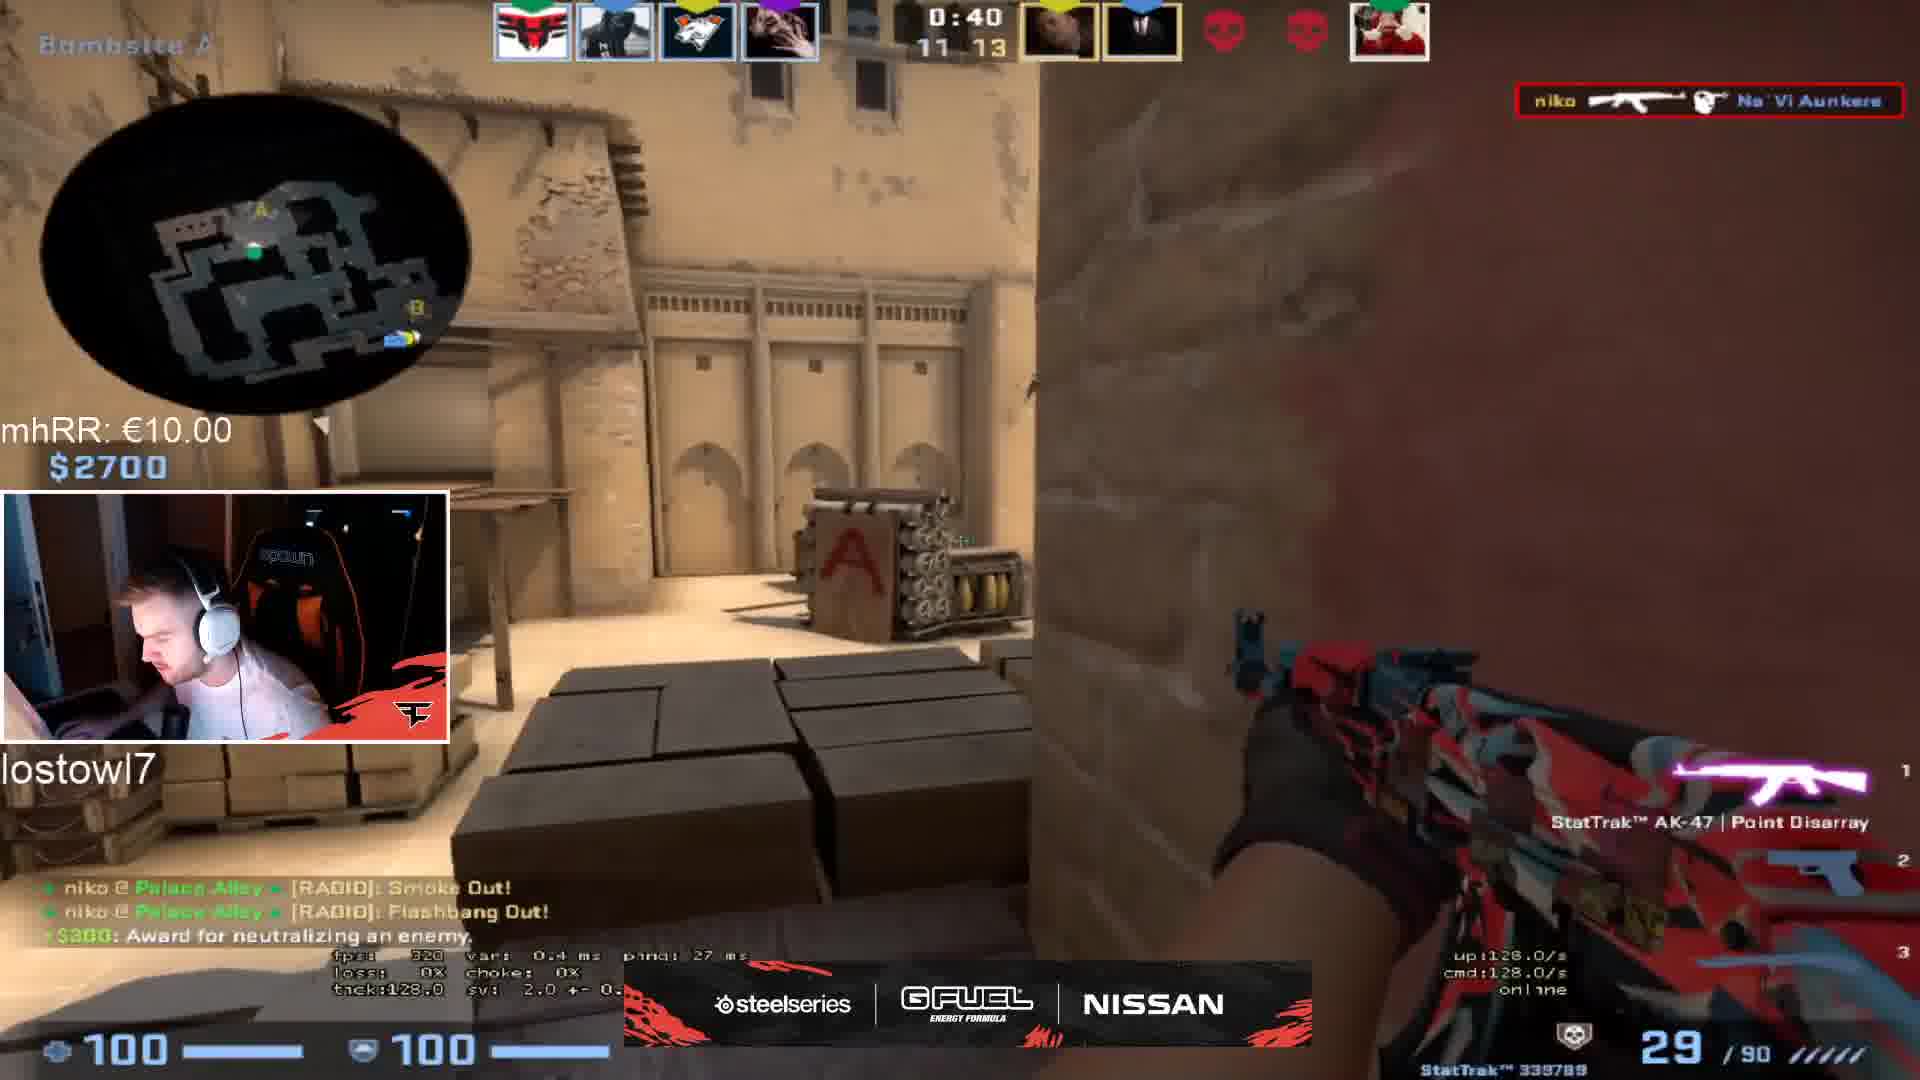 Bombsite A
0:40
11 13
niko Na`Vi Aunkere
A
B
mhRR: €10.00
$2700
spawn
A
lostowl7
1
StatTrak™ AK-47 | Point Disarray
2
niko @ Palace Alley [RADIO]: Smoke Out!
niko @ Palace Alley [RADIO]: Flashbang Out!
+$300: Award for neutralizing an enemy.
3
fps: 320 var: 0.4 ms ping: 27 ms
loss: 0% choke: 0%
tick:128.0 sv: 2.0 +- 0.
up:128.0/s
cmd:128.0/s
online
steelseries
GFUEL
ENERGY FORMULA
NISSAN
100
100
29 / 90
StatTrak™ 339789